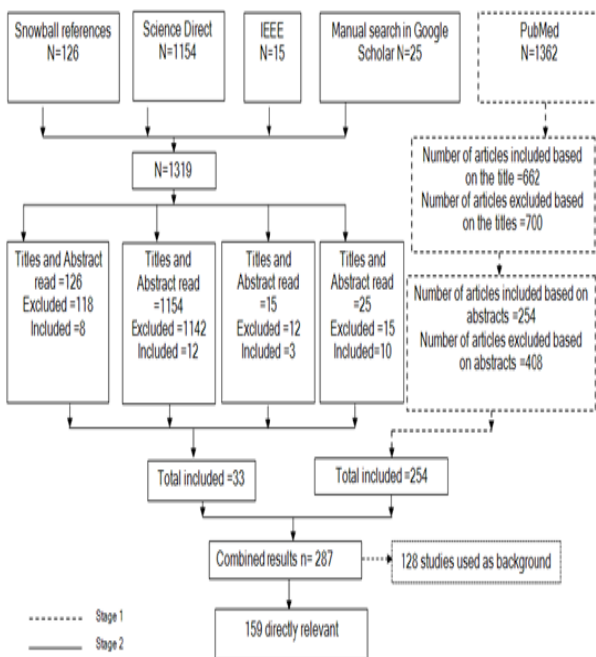 Snowball references
N=126
Science Direct
N=1154
IEEE
N=15
Manual search in Google
Scholar N=25
PubMed
N=1362
N=1319
Number of articles included based
on the title =662
Number of articles excluded based
on the titles =700
Titles and Abstract
read =126
Excluded =118
Included =8
Titles and
Abstract read
=1154
Excluded =1142
Included =12
Titles and
Abstract read
=15
Excluded =12
Included =3
Titles and
Abstract read
=25
Excluded =15
Included=10
Number of articles included based on
abstracts =254
Number of articles excluded based
on abstracts =408
Total included =33
Total included =254
Combined results n= 287
128 studies used as background
159 directly relevant
Stage 1
Stage 2